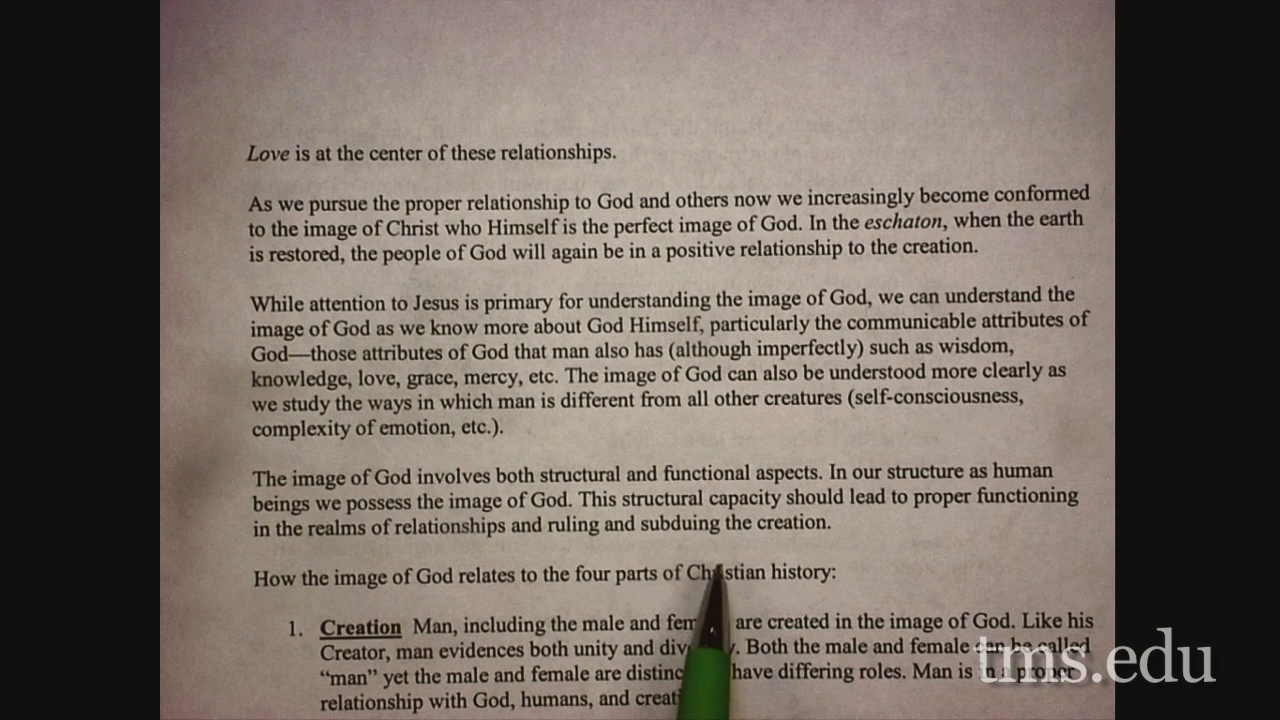 Love is at the center of these relationships.
As we pursue the proper relationship to God and others now we increasingly become conformed
to the image of Christ who Himself is the perfect image of God. In the eschaton, when the earth
is restored, the people of God will again be in a positive relationship to the creation.
While attention to Jesus is primary for understanding the image of God, we can understand the
image of God as we know more about God Himself, particularly the communicable attributes of
God—those attributes of God that man also has (although imperfectly) such as wisdom,
knowledge, love, grace, mercy, etc. The image of God can also be understood more clearly as
we study the ways in which man is different from all other creatures (self-consciousness,
complexity of emotion, etc.).
The image of God involves both structural and functional aspects. In our structure as human
beings we possess the image of God. This structural capacity should lead to proper functioning
in the realms of relationships and ruling and subduing the creation.
How the image of God relates to the four parts of Christian history:
1. Creation Man, including the male and are created in the image of God. Like his
Creator, man evidences both unity and Both the male and female can be called
“man” yet the male and female are have differing roles. Man is in a proper
relationship with God, humans, and
tms.edu